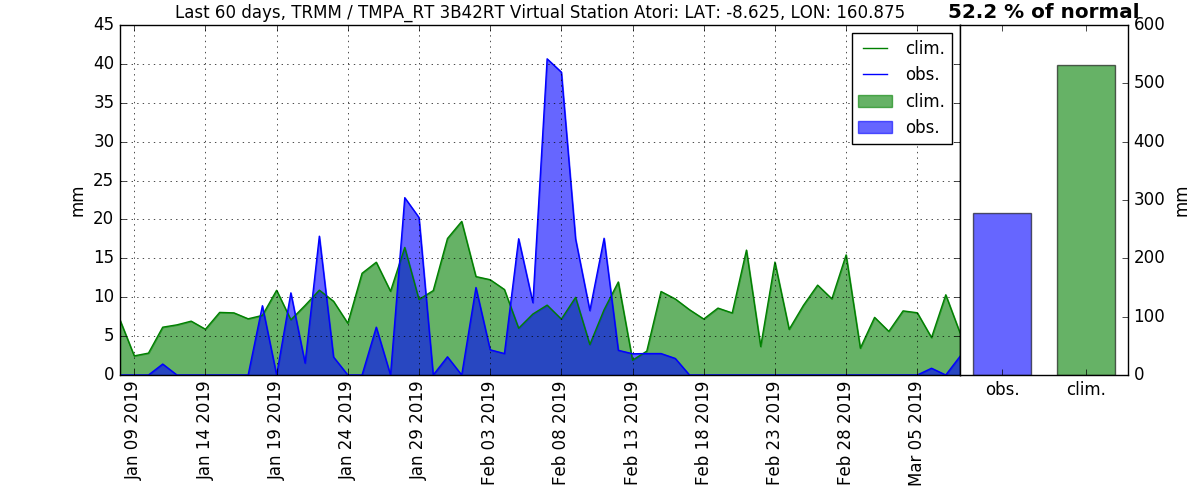 Last 60 days, TRMM / TMPA_RT 3B42RT Virtual Station Atori: LAT: -8.625, LON: 160.875
52.2 % of normal
45
40
35
30
25
20
15
10
5
0
mm
clim.
obs.
clim.
obs.
600
500
400
300
200
100
0
mm
obs.
clim.
Jan 09 2019
Jan 14 2019
Jan 19 2019
Jan 24 2019
Jan 29 2019
Feb 03 2019
Feb 08 2019
Feb 13 2019
Feb 18 2019
Feb 23 2019
Feb 28 2019
Mar 05 2019